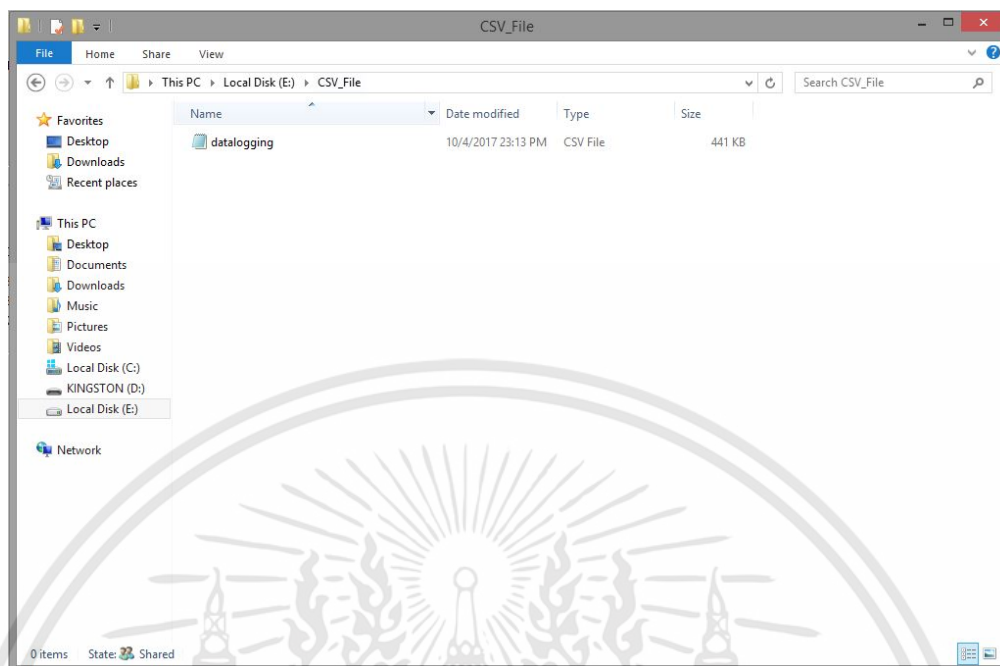 CSV_File
File Home Share View
This PC Local Disk (E:) CSV_File
Search CSV_File
Name Date modified Type Size
datalogging 10/4/2017 23:13 PM CSV File 441 KB
Favorites
Desktop
Downloads
Recent places
This PC
Desktop
Documents
Downloads
Music
Pictures
Videos
Local Disk (C:)
KINGSTON (D:)
Local Disk (E:)
Network
0 items State: Shared